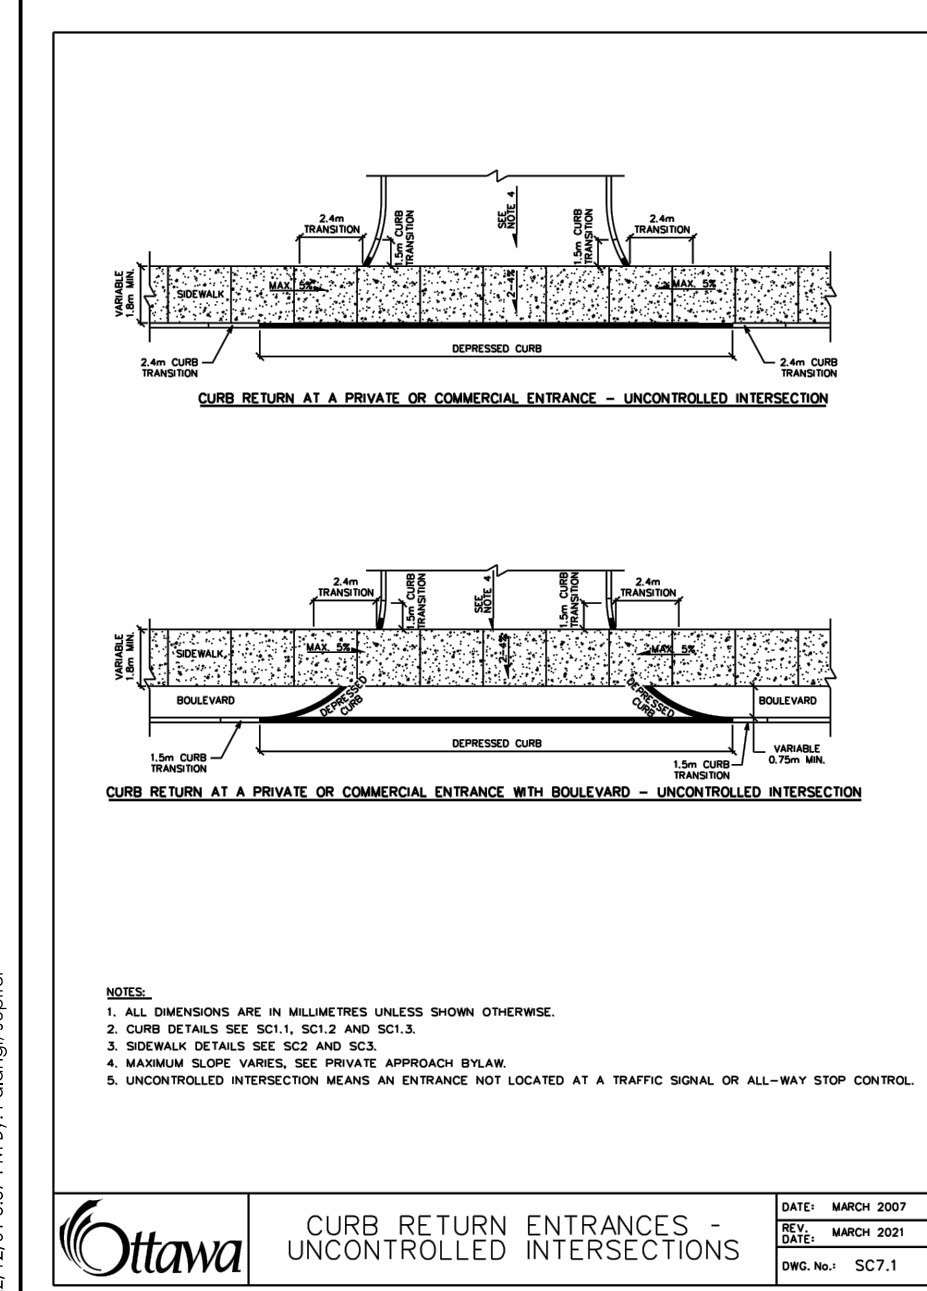 2.4m
TRANSITION
1.5m CURB
TRANSITION
SEE
NOTE 4
1.5m CURB
TRANSITION
2.4m
TRANSITION
VARIABLE
1.8m MIN.
SIDEWALK
MAX. 5%
2-4%
MAX. 5%
DEPRESSED CURB
2.4m CURB
TRANSITION
2.4m CURB
TRANSITION
CURB RETURN AT A PRIVATE OR COMMERCIAL ENTRANCE - UNCONTROLLED INTERSECTION
2.4m
TRANSITION
1.5m CURB
TRANSITION
SEE
NOTE 4
1.5m CURB
TRANSITION
2.4m
TRANSITION
VARIABLE
1.8m MIN.
SIDEWALK
MAX. 5%
2-4%
MAX. 5%
BOULEVARD
DEPRESSED
CURB
DEPRESSED
CURB
BOULEVARD
DEPRESSED CURB
1.5m CURB
TRANSITION
1.5m CURB
TRANSITION
VARIABLE
0.75m MIN.
CURB RETURN AT A PRIVATE OR COMMERCIAL ENTRANCE WITH BOULEVARD - UNCONTROLLED INTERSECTION
NOTES:
1. ALL DIMENSIONS ARE IN MILLIMETRES UNLESS SHOWN OTHERWISE.
2. CURB DETAILS SEE SC1.1, SC1.2 AND SC1.3.
3. SIDEWALK DETAILS SEE SC2 AND SC3.
4. MAXIMUM SLOPE VARIES, SEE PRIVATE APPROACH BYLAW.
5. UNCONTROLLED INTERSECTION MEANS AN ENTRANCE NOT LOCATED AT A TRAFFIC SIGNAL OR ALL-WAY STOP CONTROL.
Ottawa
CURB RETURN ENTRANCES -
UNCONTROLLED INTERSECTIONS
DATE: MARCH 2007
REV. DATE: MARCH 2021
DWG. No.: SC7.1